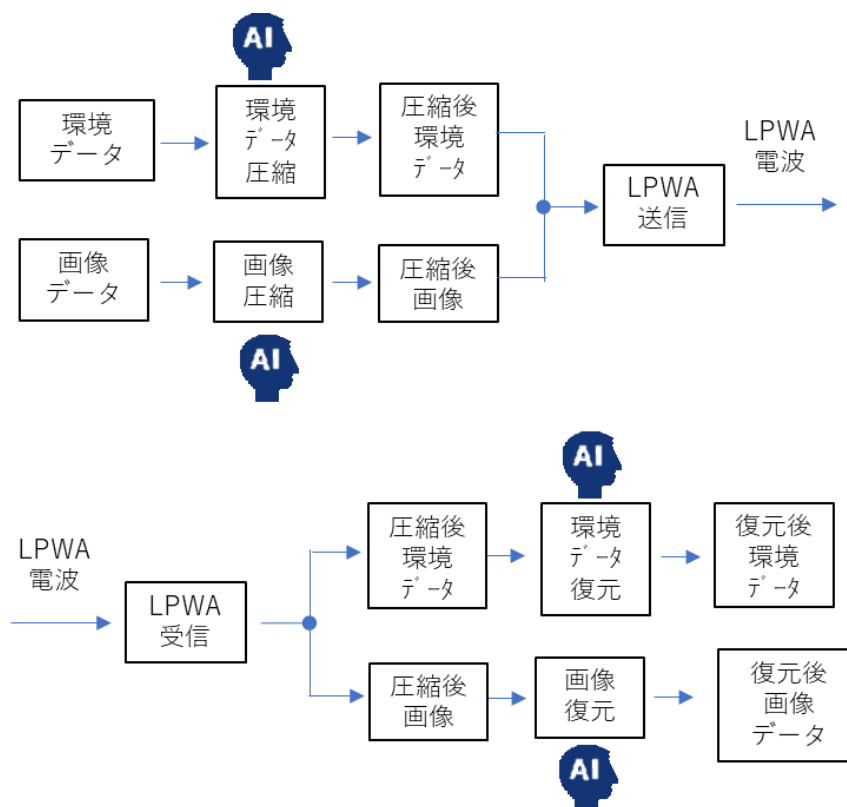 AI
環境
データ
環境
ﾃﾞｰﾀ
圧縮
圧縮後
環境
ﾃﾞｰﾀ
LPWA
送信
LPWA
電波
画像
データ
画像
圧縮
圧縮後
画像
AI
AI
LPWA
電波
LPWA
受信
圧縮後
環境
ﾃﾞｰﾀ
環境
ﾃﾞｰﾀ
復元
復元後
環境
ﾃﾞｰﾀ
圧縮後
画像
画像
復元
復元後
画像
データ
AI